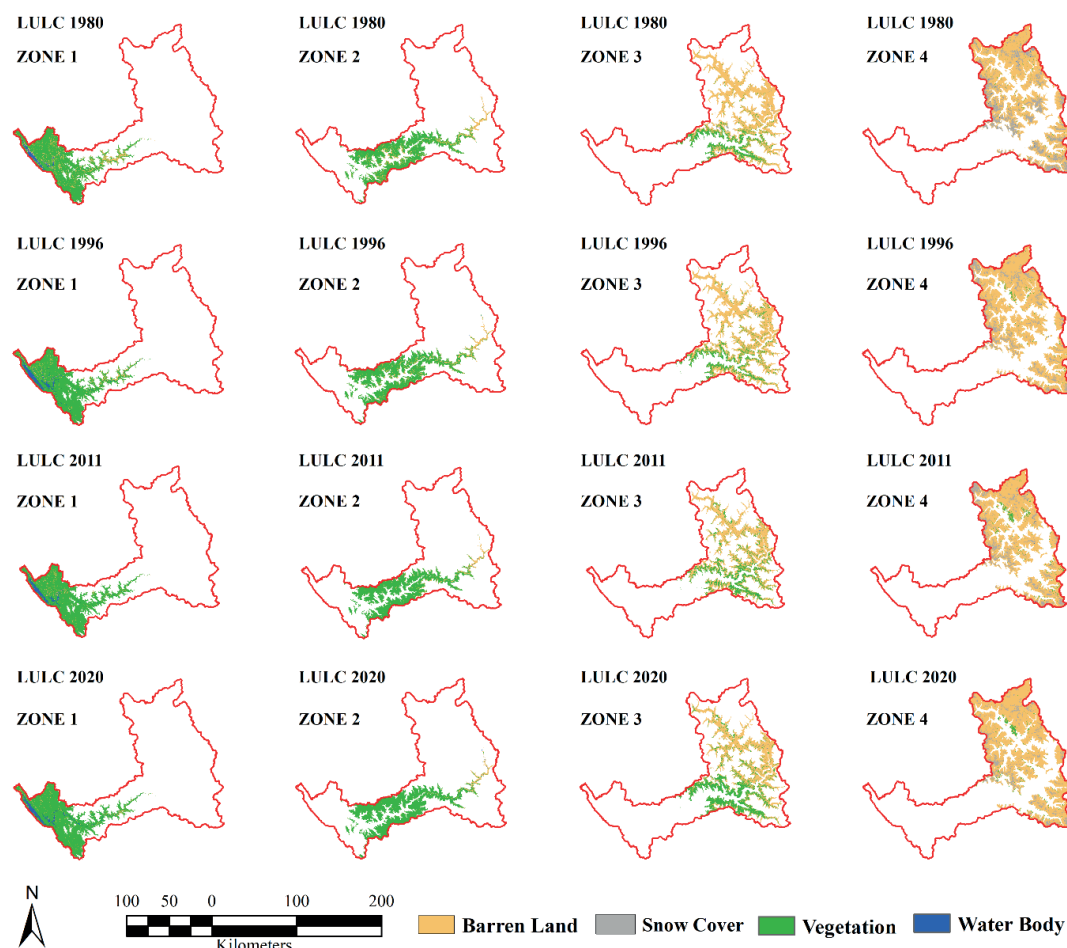 LULC 1980
ZONE 1
LULC 1980
ZONE 2
LULC 1980
ZONE 3
LULC 1980
ZONE 4
LULC 1996
ZONE 1
LULC 1996
ZONE 2
LULC 1996
ZONE 3
LULC 1996
ZONE 4
LULC 2011
ZONE 1
LULC 2011
ZONE 2
LULC 2011
ZONE 3
LULC 2011
ZONE 4
LULC 2020
ZONE 1
LULC 2020
ZONE 2
LULC 2020
ZONE 3
LULC 2020
ZONE 4
N
100 50 0 100 200
Kilometers
Barren Land Snow Cover Vegetation Water Body